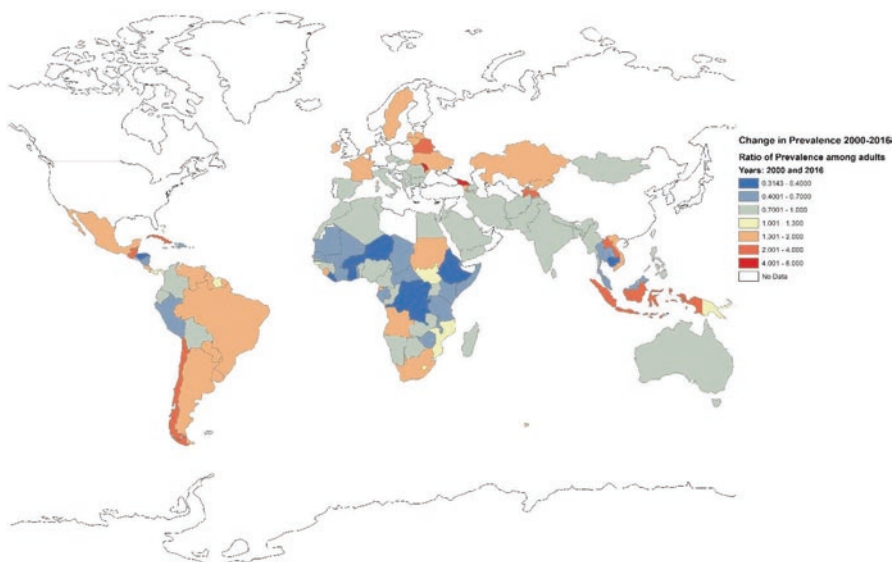 Change in Prevalence 2000-2016
Ratio of Prevalence among adults
Years: 2000 and 2016
0.3143 - 0.4000
0.4001 - 0.7000
0.7001 - 1.000
1.001 - 1.300
1.301 - 2.000
2.001 - 4.000
4.001 - 6.000
No Data